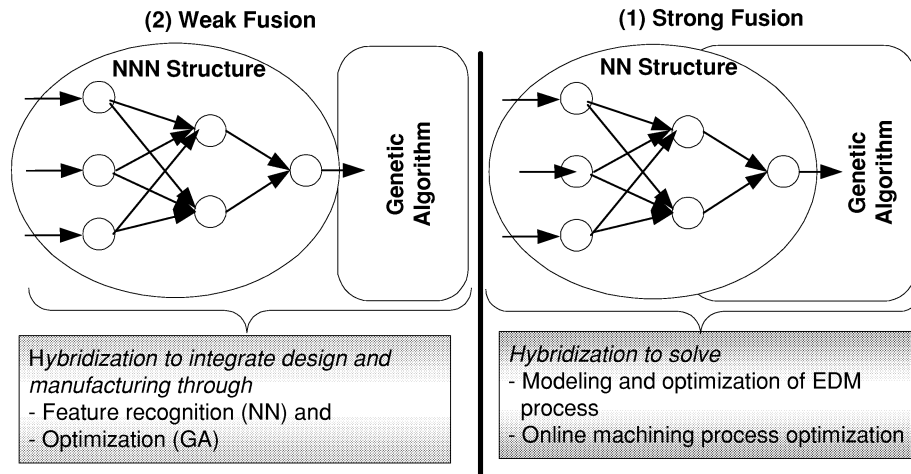 (2) Weak Fusion
NNN Structure
Genetic
Algorithm
Hybridization to integrate design and
manufacturing through
- Feature recognition (NN) and
- Optimization (GA)
(1) Strong Fusion
NN Structure
Genetic
Algorithm
Hybridization to solve
- Modeling and optimization of EDM
process
- Online machining process optimization